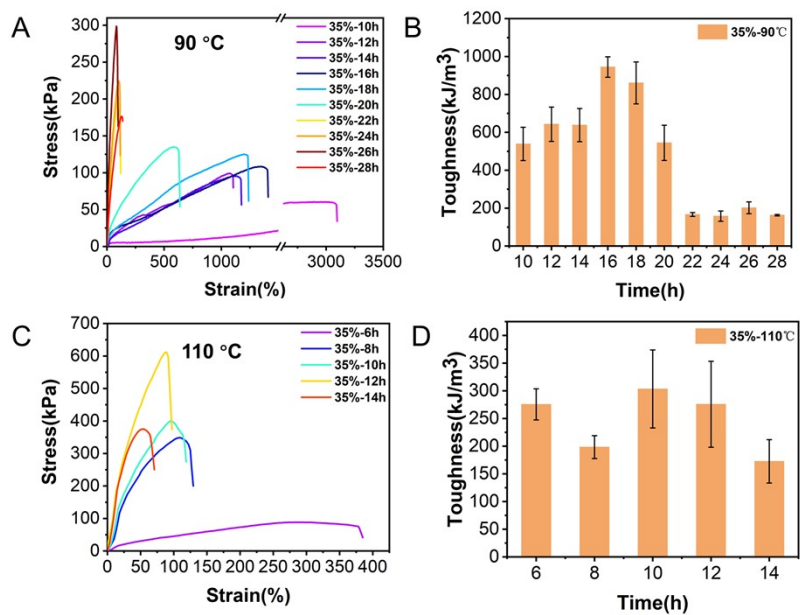 A
90 °C
Stress(kPa)
300
250
200
150
100
50
0
0
500
1000
3000
3500
Strain(%)
35%-10h
35%-12h
35%-14h
35%-16h
35%-18h
35%-20h
35%-22h
35%-24h
35%-26h
35%-28h
B
35%-90℃
Toughness(kJ/m³)
1200
1000
800
600
400
200
0
10 12 14 16 18 20 22 24 26 28
Time(h)
C
110 °C
Stress(kPa)
700
600
500
400
300
200
100
0
0 50 100 150 200 250 300 350 400
Strain(%)
35%-6h
35%-8h
35%-10h
35%-12h
35%-14h
D
35%-110℃
Toughness(kJ/m³)
400
350
300
250
200
150
100
50
0
6 8 10 12 14
Time(h)